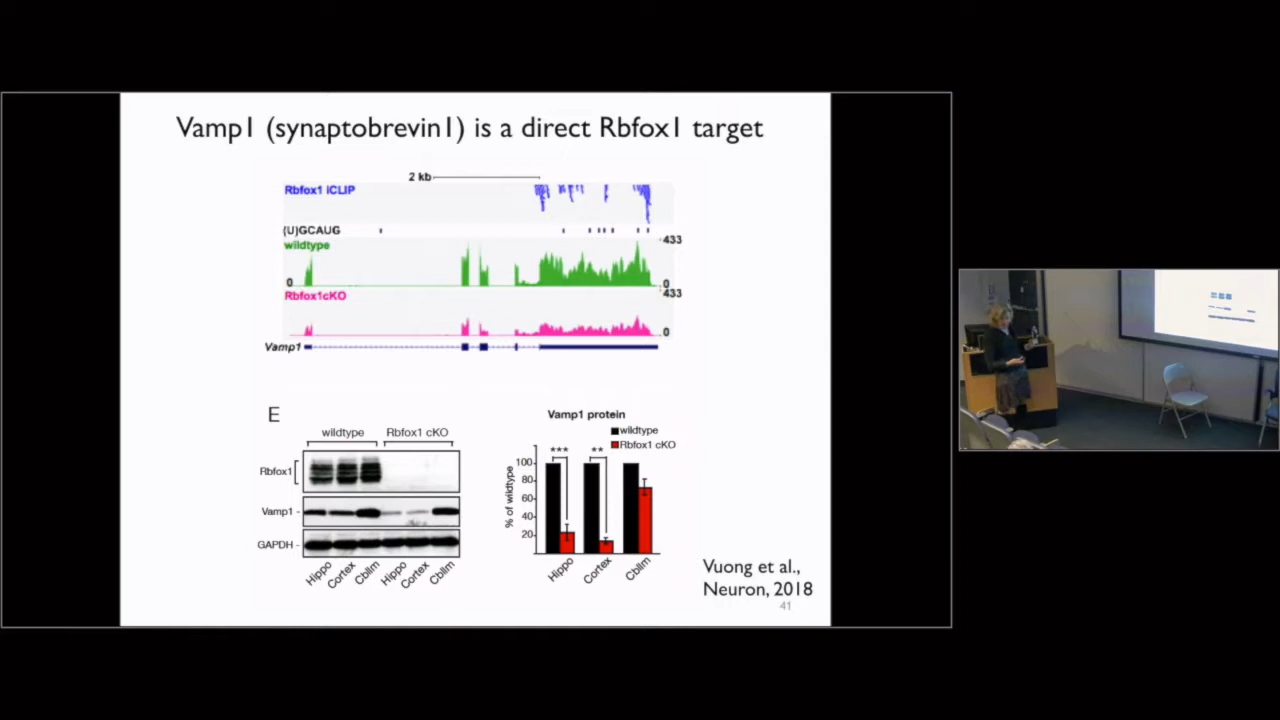 Vamp1 (synaptobrevin1) is a direct Rbfox1 target
2 kb
Rbfox1 iCLIP
(U)GCAUG
wildtype
433
0
0
Rbfox1cKO
433
0
Vamp1
E
wildtype
Rbfox1 cKO
Rbfox1
Vamp1 -
GAPDH -
Hippo
Cortex
Cbllm
Hippo
Cortex
Cbllm
Vamp1 protein
wildtype
Rbfox1 cKO
***
**
% of wildtype
100
80
60
40
20
Hippo
Cortex
Cbllm
Vuong et al.,
Neuron, 2018
41